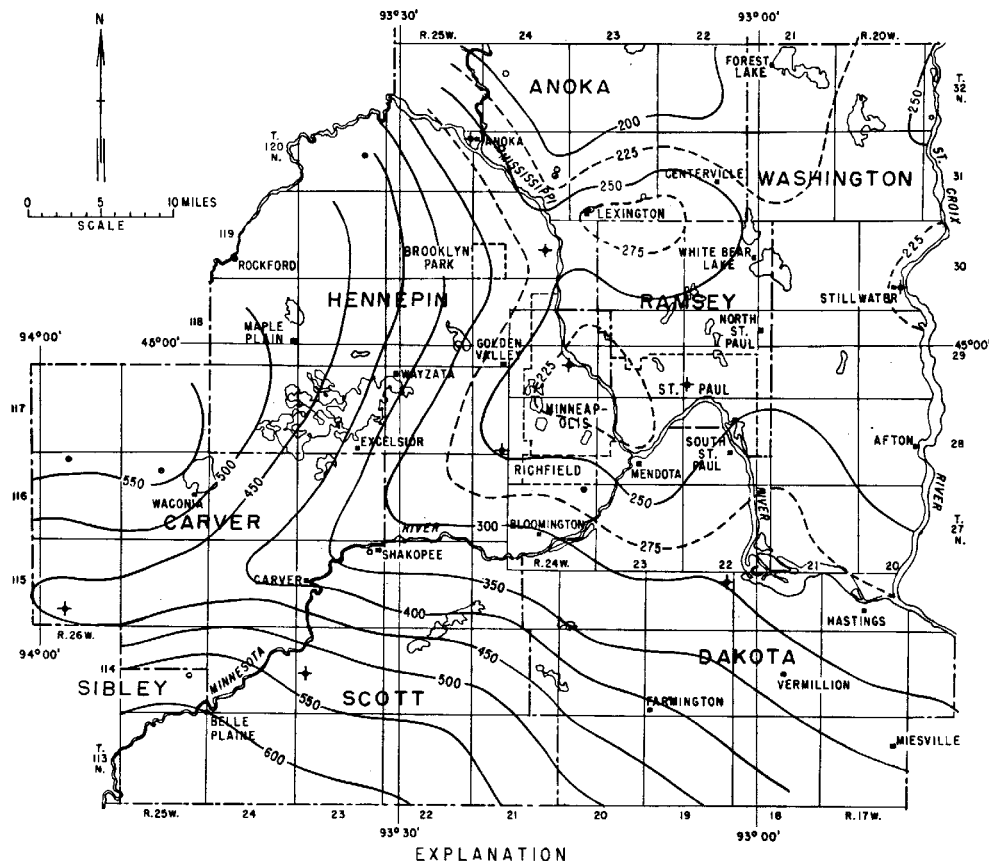 93°30'
93°00'
N
R.25W.
24
23
22
21
R.20W.
FOREST LAKE
ANOKA
T. 32 N.
250
200
T. 120 N.
ANOKA
MISSISSIPPI
225
ST.
CENTERVILLE
WASHINGTON
250
31
CROIX
0 5 10 MILES
SCALE
LEXINGTON
275
119
BROOKLYN PARK
225
ROCKFORD
WHITE BEAR LAKE
30
HENNEPIN
RAMSEY
STILLWATER
94°00'
118
MAPLE PLAIN
45°00'
GOLDEN VALLEY
NORTH ST. PAUL
45°00'
29
WAYZATA
225
ST. PAUL
117
MINNEAP-OLIS
AFTON
28
EXCELSIOR
SOUTH ST. PAUL
500
550
450
RICHFIELD
MENDOTA
RIVER
116
WACONIA
250
CARVER
300
RIVER
BLOOMINGTON
275
RIVER
T. 27 N.
SHAKOPEE
115
CARVER
R.24W.
23
22
21
20
350
HASTINGS
400
R.26W.
94°00'
450
DAKOTA
114
MINNESOTA
SIBLEY
500
VERMILLION
SCOTT
550
FARMINGTON
BELLE PLAINE
MIESVILLE
T. 113 N.
600
R.25W.
24
23
22
21
20
19
18
R.17W.
93°30'
93°00'
EXPLANATION